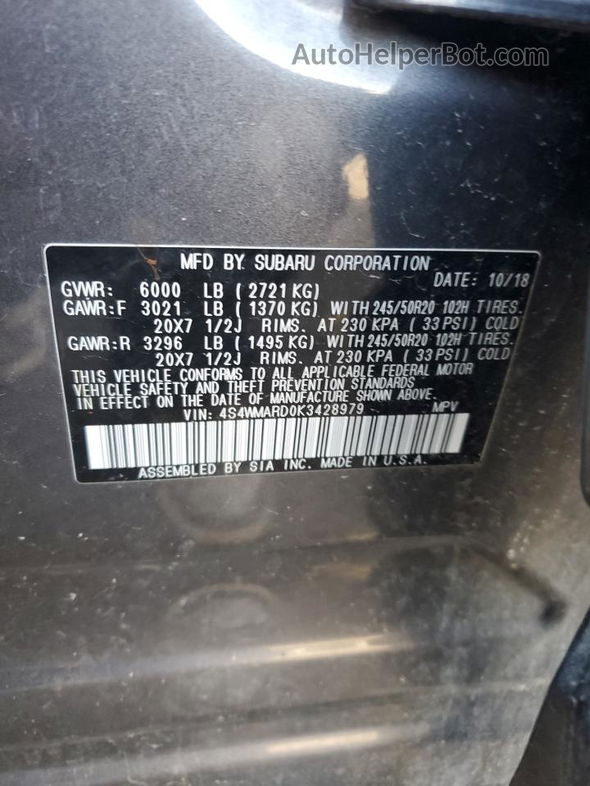 AutoHelperBot.com
MFD BY SUBARU CORPORATION
DATE: 10/18
GVWR: 6000 LB ( 2721 KG)
GAWR:F 3021 LB ( 1370 KG) WITH 245/50R20 102H TIRES.
20X7 1/2J RIMS. AT 230 KPA ( 33 PSI) COLD
GAWR:R 3296 LB ( 1495 KG) WITH 245/50R20 102H TIRES.
20X7 1/2J RIMS. AT 230 KPA ( 33 PSI) COLD
THIS VEHICLE CONFORMS TO ALL APPLICABLE FEDERAL MOTOR
VEHICLE SAFETY AND THEFT PREVENTION STANDARDS
IN EFFECT ON THE DATE OF MANUFACTURE SHOWN ABOVE.
VIN: 4S4WMARD0K3428979 MPV
ASSEMBLED BY SIA INC. MADE IN U.S.A.